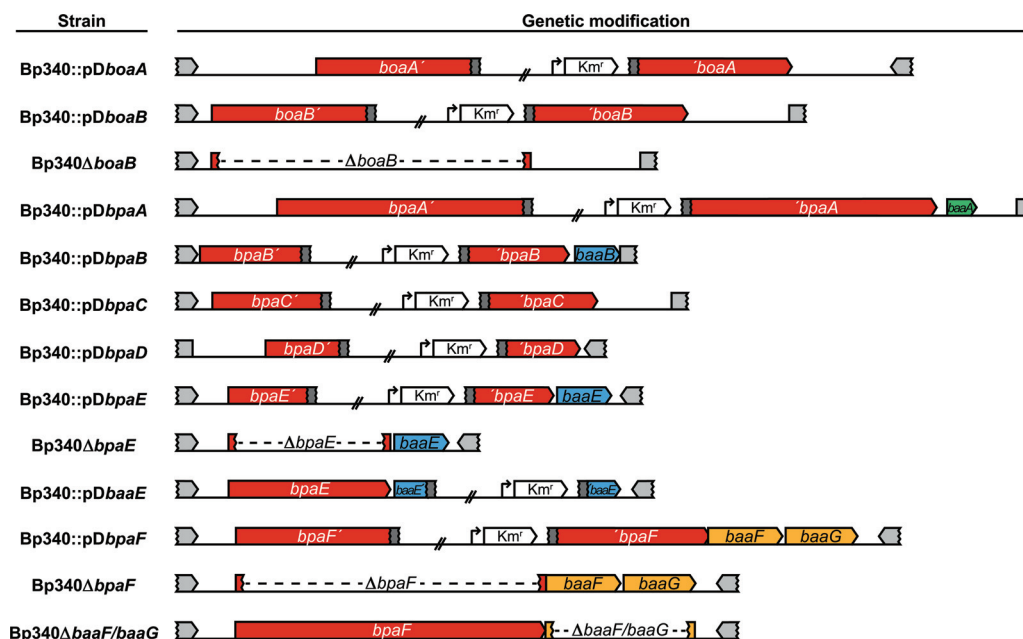 Strain Genetic modification
Bp340::pDboaA boaA´ Kmʳ ´boaA
Bp340::pDboaB boaB´ Kmʳ ´boaB
Bp340ΔboaB ΔboaB
Bp340::pDbpaA bpaA´ Kmʳ ´bpaA baaA
Bp340::pDbpaB bpaB´ Kmʳ ´bpaB baaB
Bp340::pDbpaC bpaC´ Kmʳ ´bpaC
Bp340::pDbpaD bpaD´ Kmʳ ´bpaD
Bp340::pDbpaE bpaE´ Kmʳ ´bpaE baaE
Bp340ΔbpaE ΔbpaE baaE
Bp340::pDbaaE bpaE baaE´ Kmʳ ´baaE
Bp340::pDbpaF bpaF´ Kmʳ ´bpaF baaF baaG
Bp340ΔbpaF ΔbpaF baaF baaG
Bp340ΔbaaF/baaG bpaF ΔbaaF/baaG